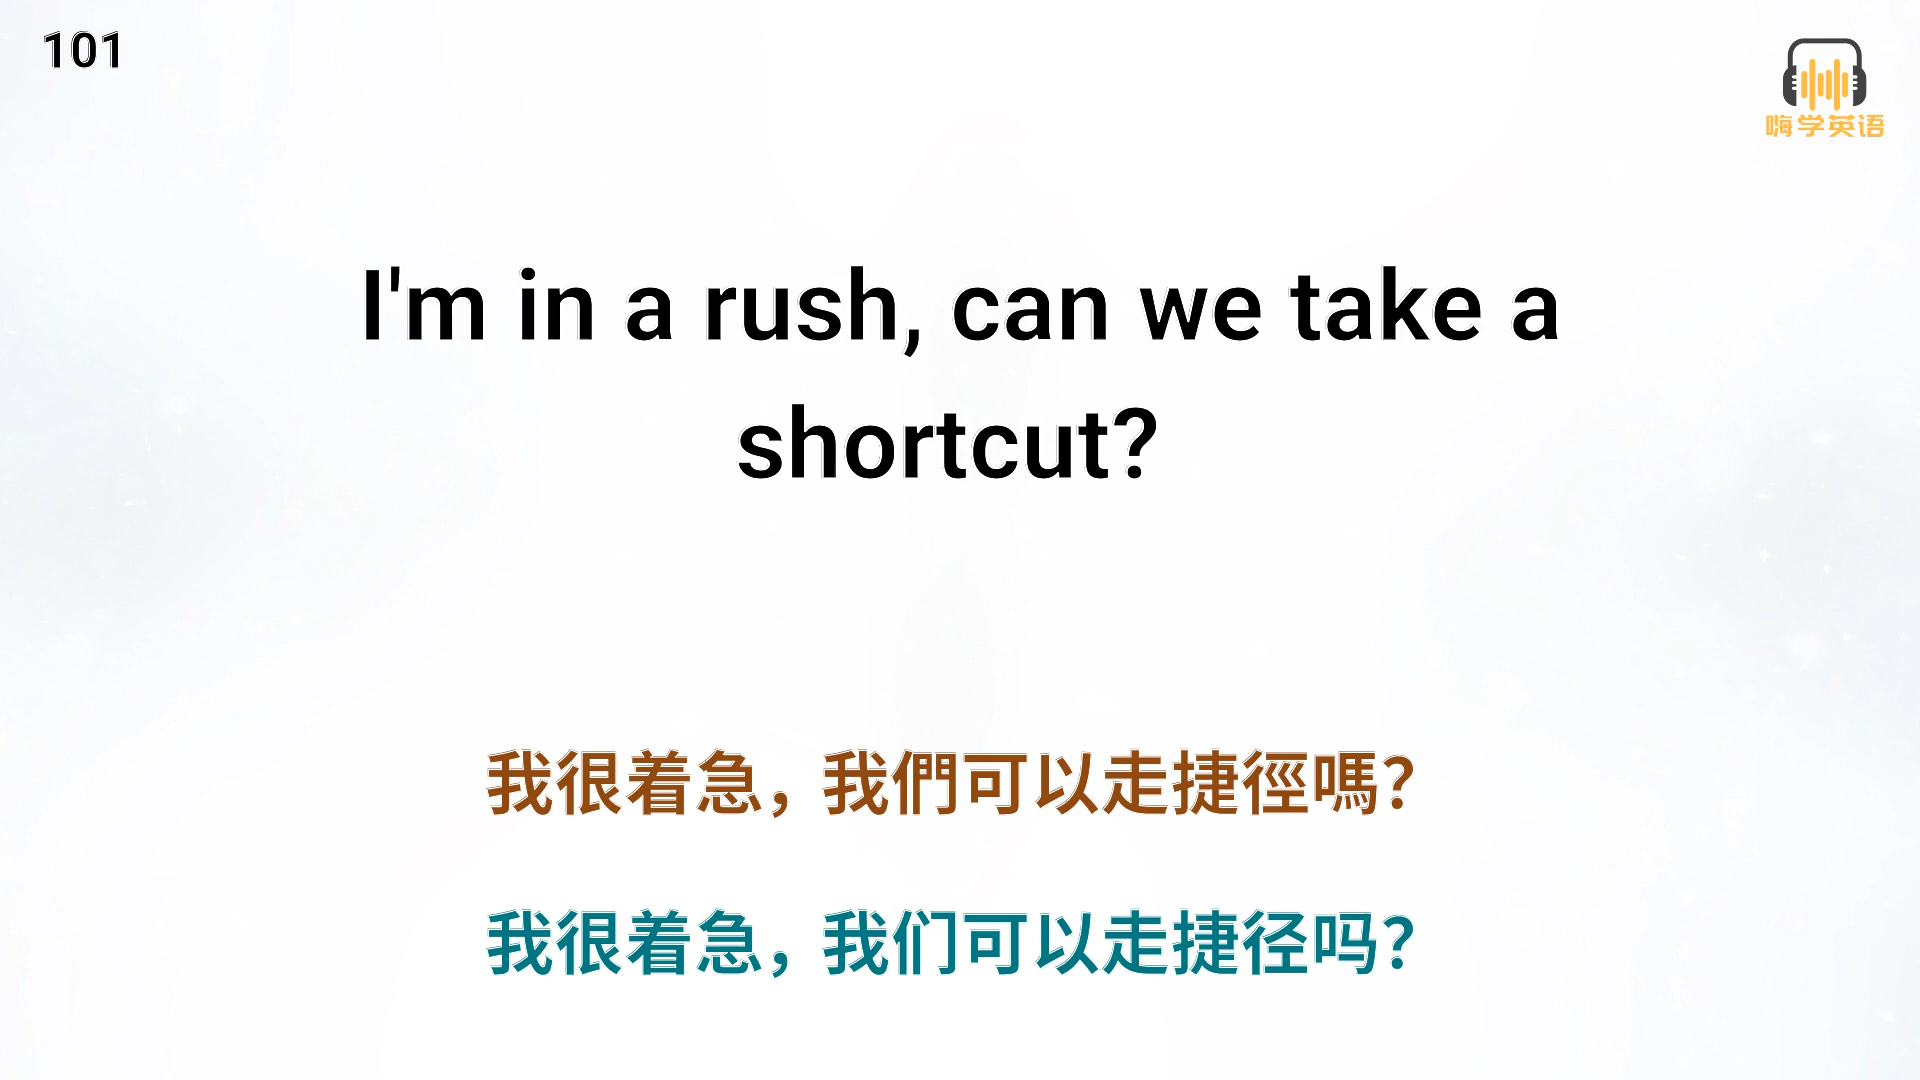 101
嗨学英语
I'm in a rush, can we take a
shortcut?
我很着急，我們可以走捷徑嗎？
我很着急，我们可以走捷径吗？